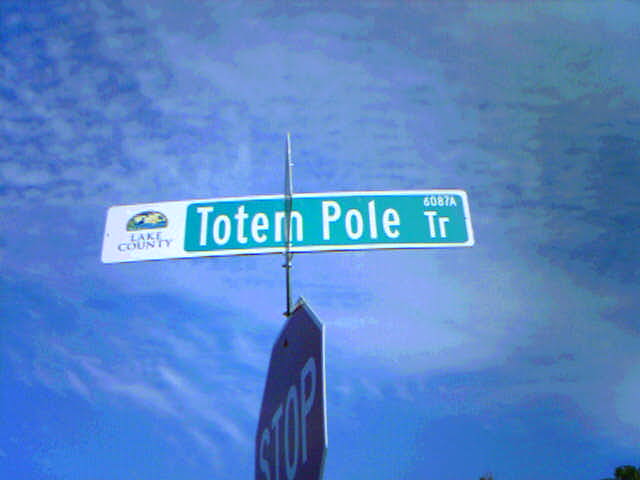 6087A
LAKE
COUNTY
Totem Pole Tr
STOP